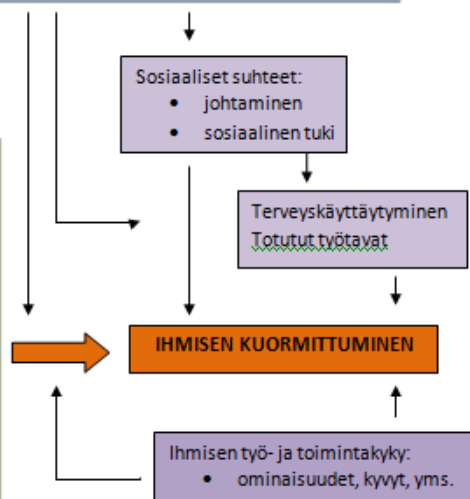 Sosiaaliset suhteet:
• johtaminen
• sosiaalinen tuki
Terveyskäyttäytyminen
Totutut työtavat
IHMISEN KUORMITTUMINEN
Ihmisen työ- ja toimintakyky:
• ominaisuudet, kyvyt, yms.